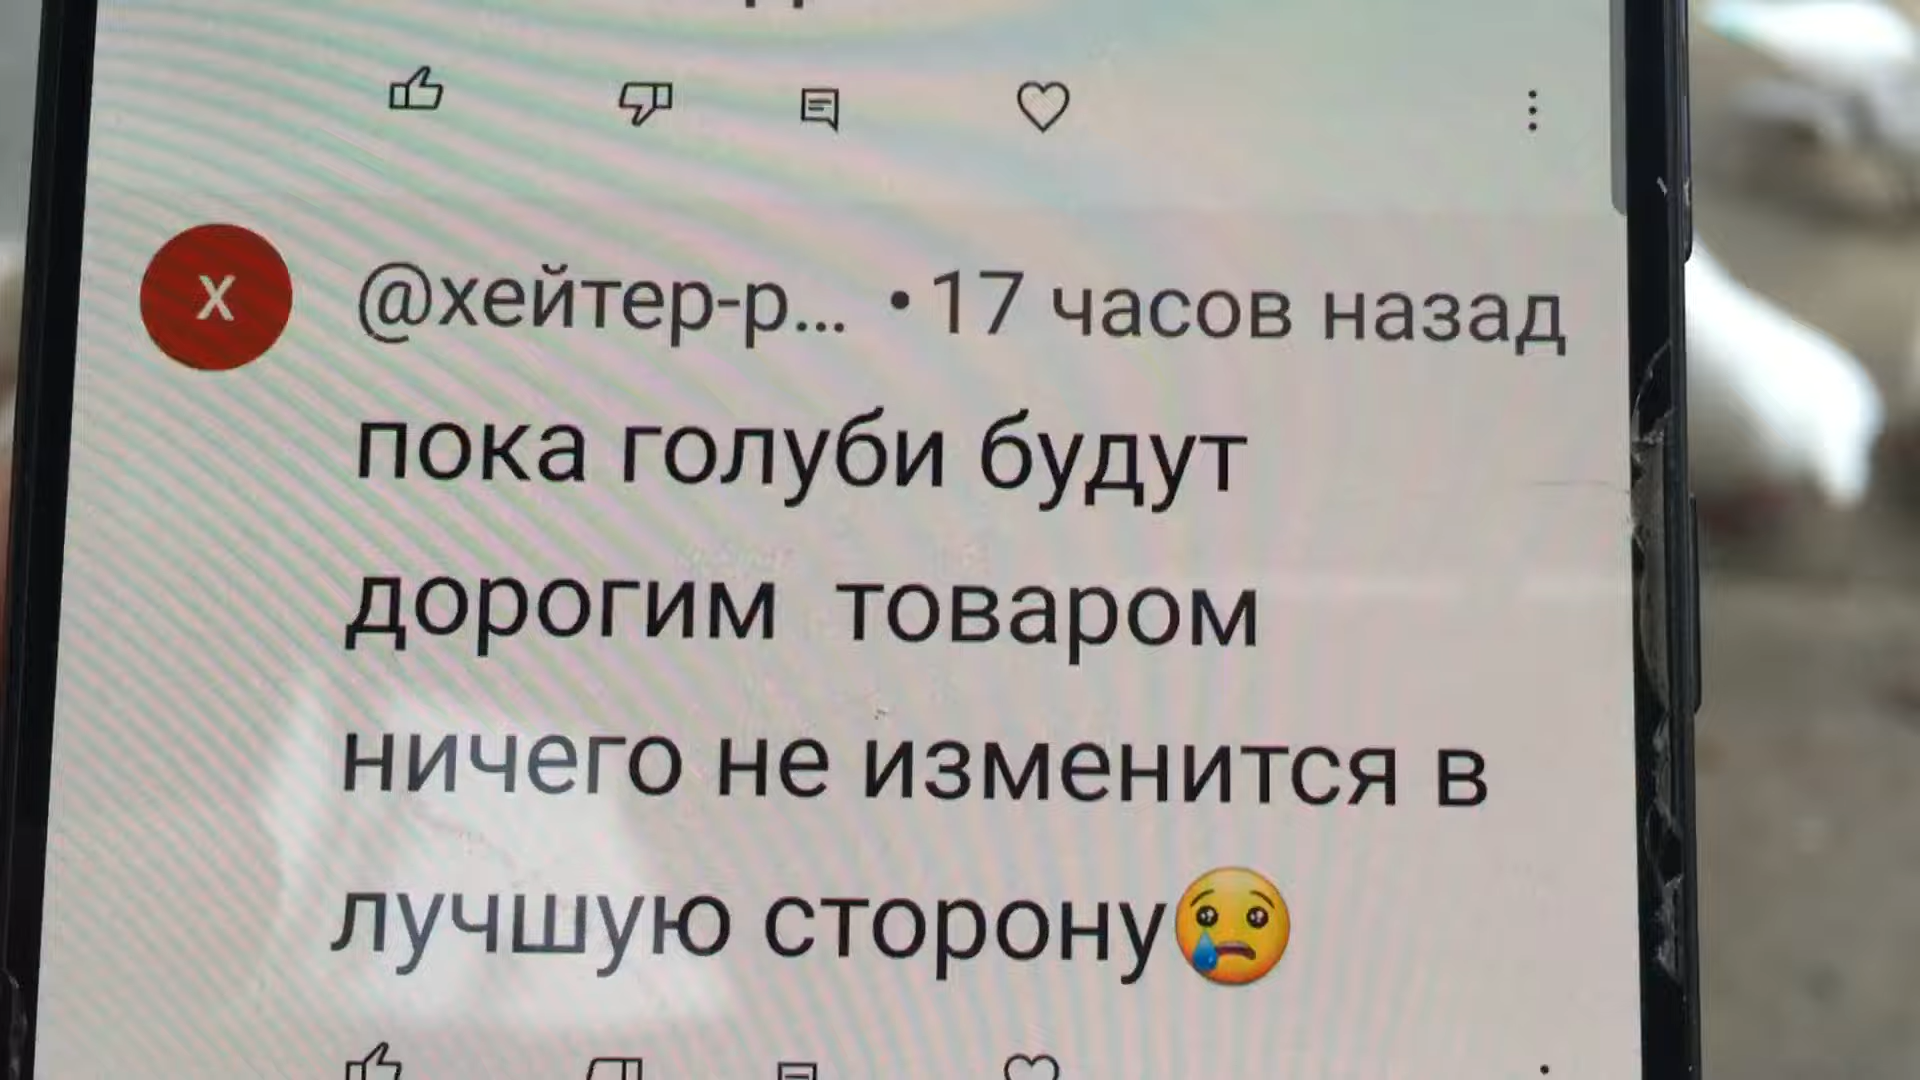 х
@хейтер-р... • 17 часов назад
пока голуби будут
дорогим товаром
ничего не изменится в
лучшую сторону😢